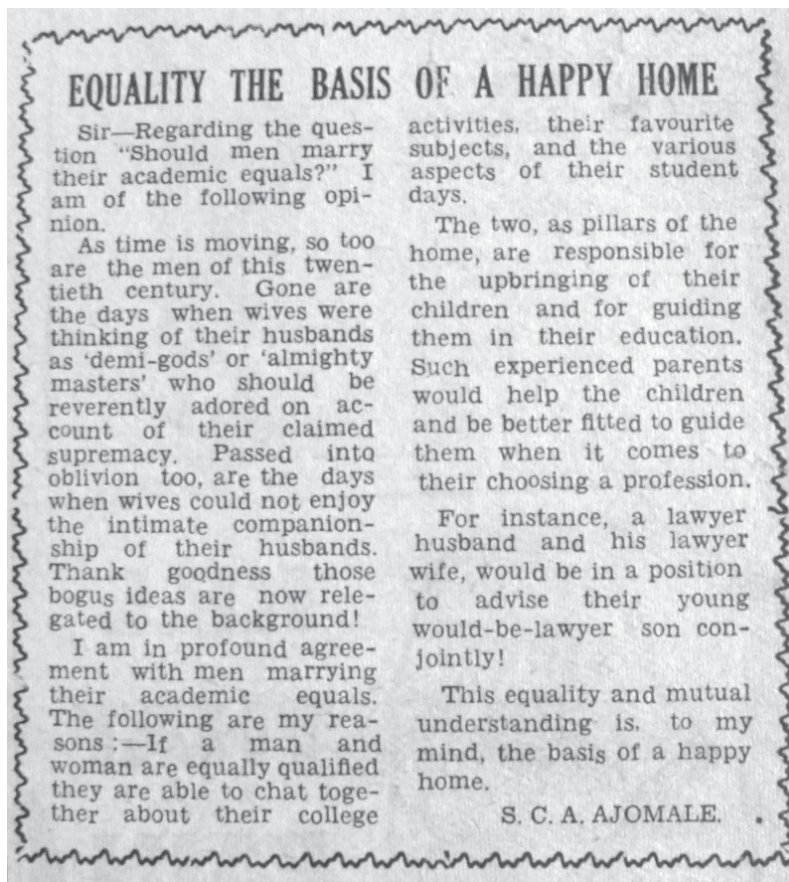 EQUALITY THE BASIS OF A HAPPY HOME
Sir—Regarding the ques-
tion "Should men marry
their academic equals?" I
am of the following opi-
nion.
As time is moving, so too
are the men of this twen-
tieth century. Gone are
the days when wives were
thinking of their husbands
as 'demi-gods' or 'almighty
masters' who should be
reverently adored on ac-
count of their claimed
supremacy. Passed into
oblivion too, are the days
when wives could not enjoy
the intimate companion-
ship of their husbands.
Thank goodness those
bogus ideas are now rele-
gated to the background!
I am in profound agree-
ment with men marrying
their academic equals.
The following are my rea-
sons :—If a man and
woman are equally qualified
they are able to chat toge-
ther about their college
activities, their favourite
subjects, and the various
aspects of their student
days.
The two, as pillars of the
home, are responsible for
the upbringing of their
children and for guiding
them in their education.
Such experienced parents
would help the children
and be better fitted to guide
them when it comes to
their choosing a profession.
For instance, a lawyer
husband and his lawyer
wife, would be in a position
to advise their young
would-be-lawyer son con-
jointly!
This equality and mutual
understanding is, to my
mind, the basis of a happy
home.
S. C. A. AJOMALE.